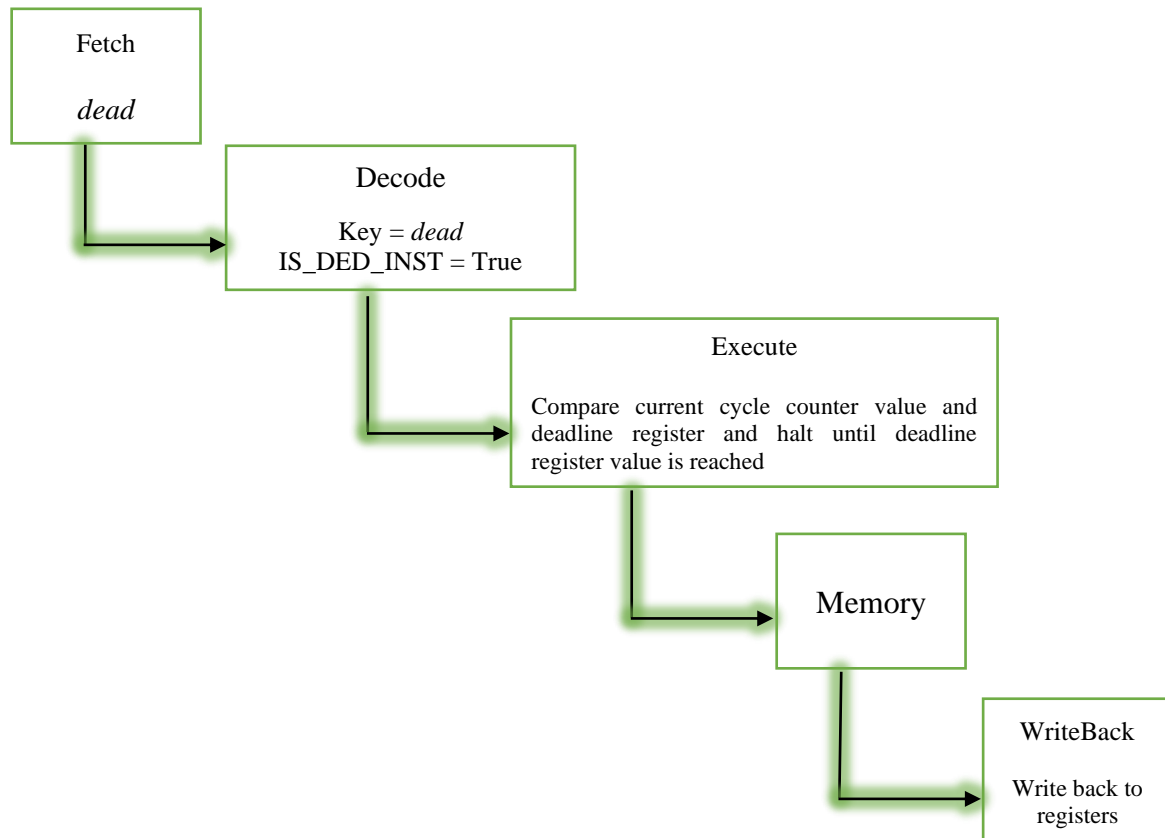 Fetch
dead
Decode
Key = dead
IS_DED_INST = True
Execute
Compare current cycle counter value and
deadline register and halt until deadline
register value is reached
Memory
WriteBack
Write back to
registers